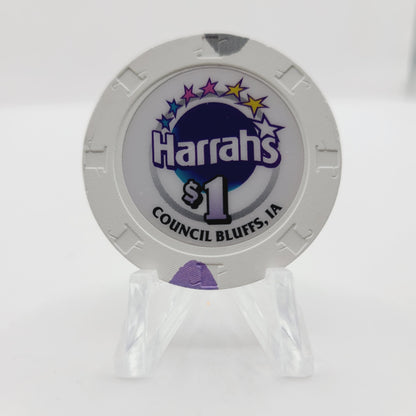 Harrah's
$1
COUNCIL BLUFFS, IA